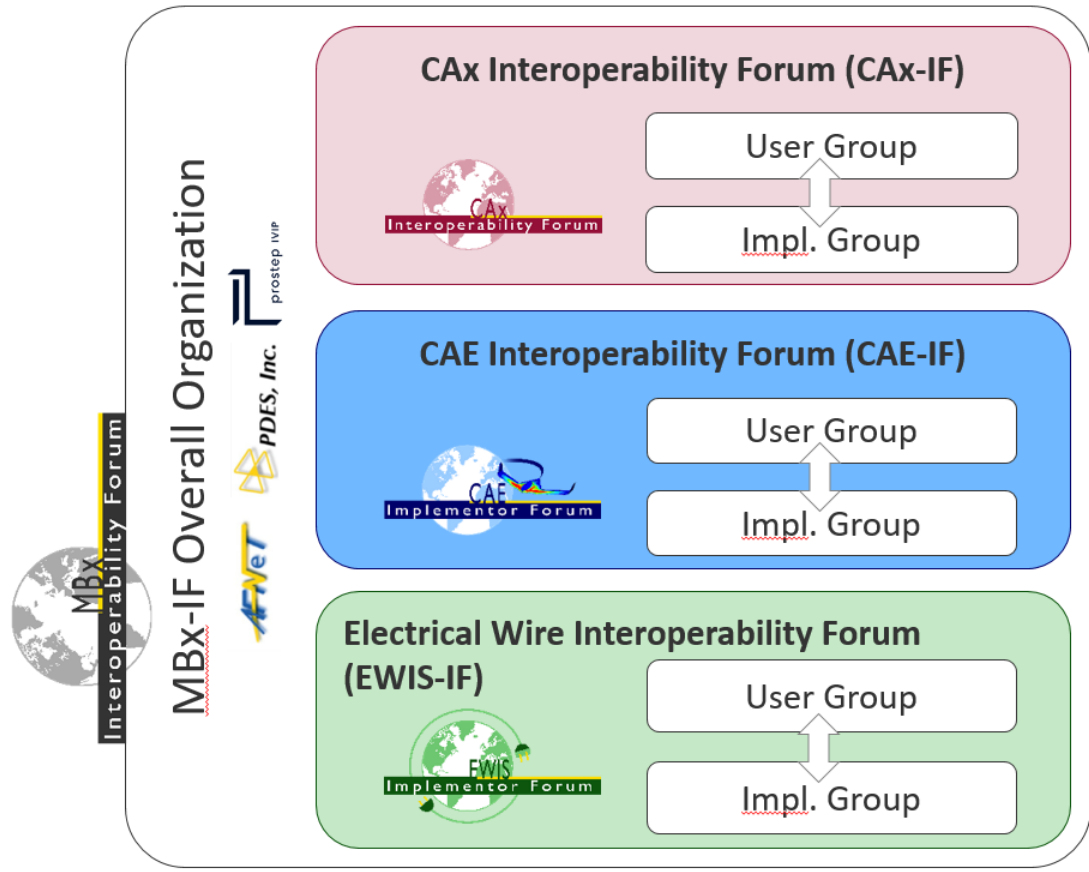 MBx
Interoperability Forum
MBx-IF Overall Organization
AFNeT
PDES, Inc.
prostep IVIP
CAx Interoperability Forum (CAx-IF)
CAx
Interoperability Forum
User Group
Impl. Group
CAE Interoperability Forum (CAE-IF)
CAE
Implementor Forum
User Group
Impl. Group
Electrical Wire Interoperability Forum
(EWIS-IF)
EWIS
Implementor Forum
User Group
Impl. Group